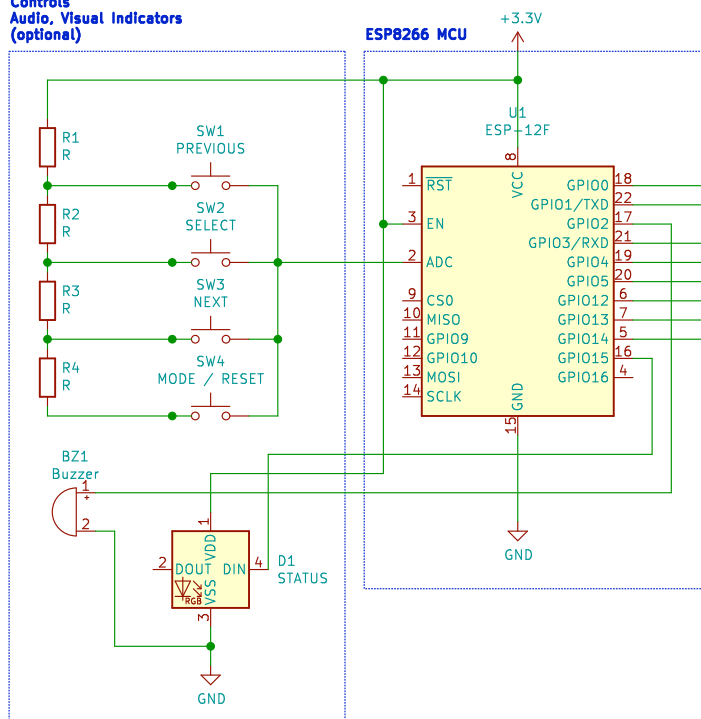 Controls
Audio, Visual Indicators
(optional)
R1
R
R2
R
R3
R
R4
R
SW1
PREVIOUS
SW2
SELECT
SW3
NEXT
SW4
MODE / RESET
BZ1
Buzzer
1
+
2
1
VDD
2
DOUT
DIN
4
RGB
VSS
3
D1
STATUS
GND
ESP8266 MCU
+3.3V
U1
ESP-12F
8
VCC
1
RST
3
EN
2
ADC
9
CS0
10
MISO
11
GPIO9
12
GPIO10
13
MOSI
14
SCLK
GPIO0
18
GPIO1/TXD
22
GPIO2
17
GPIO3/RXD
21
GPIO4
19
GPIO5
20
GPIO12
6
GPIO13
7
GPIO14
5
GPIO15
16
GPIO16
4
GND
15
GND